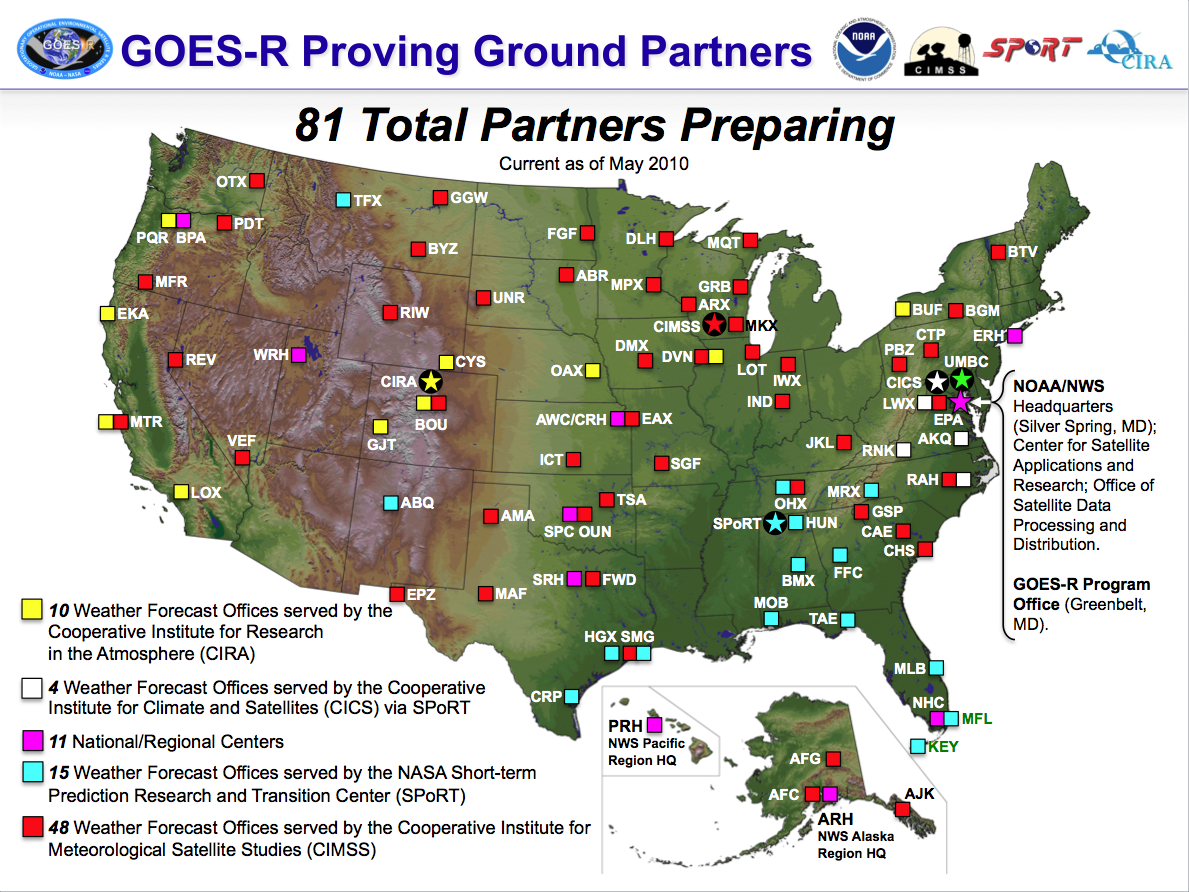 GOES-R
NOAA - NASA
GOES-R Proving Ground Partners
NOAA
CIMSS
SPoRT
CIRA
81 Total Partners Preparing
Current as of May 2010
OTX
TFX
GGW
PQR BPA
PDT
BYZ
FGF
DLH
MQT
BTV
MFR
ABR
MPX
GRB
EKA
RIW
UNR
ARX
BUF
BGM
CIMSS
MKX
CTP
ERH
REV
WRH
CYS
DMX
DVN
LOT
PBZ
UMBC
CIRA
OAX
IWX
CICS
MTR
BOU
AWC/CRH
EAX
IND
LWX
EPA
GJT
VEF
ICT
SGF
JKL
RNK
AKQ
LOX
ABQ
AMA
TSA
OHX
MRX
RAH
SPC OUN
SPoRT
HUN
GSP
CAE
CHS
EPZ
MAF
SRH
FWD
BMX
FFC
MOB
TAE
HGX SMG
CRP
MLB
NHC
MFL
KEY
NOAA/NWS
Headquarters
(Silver Spring, MD);
Center for Satellite
Applications and
Research; Office of
Satellite Data
Processing and
Distribution.
GOES-R Program
Office (Greenbelt,
MD).
10 Weather Forecast Offices served by the
Cooperative Institute for Research
in the Atmosphere (CIRA)
4 Weather Forecast Offices served by the Cooperative
Institute for Climate and Satellites (CICS) via SPoRT
11 National/Regional Centers
15 Weather Forecast Offices served by the NASA Short-term
Prediction Research and Transition Center (SPoRT)
48 Weather Forecast Offices served by the Cooperative Institute for
Meteorological Satellite Studies (CIMSS)
PRH
NWS Pacific
Region HQ
AFG
AFC
AJK
ARH
NWS Alaska
Region HQ